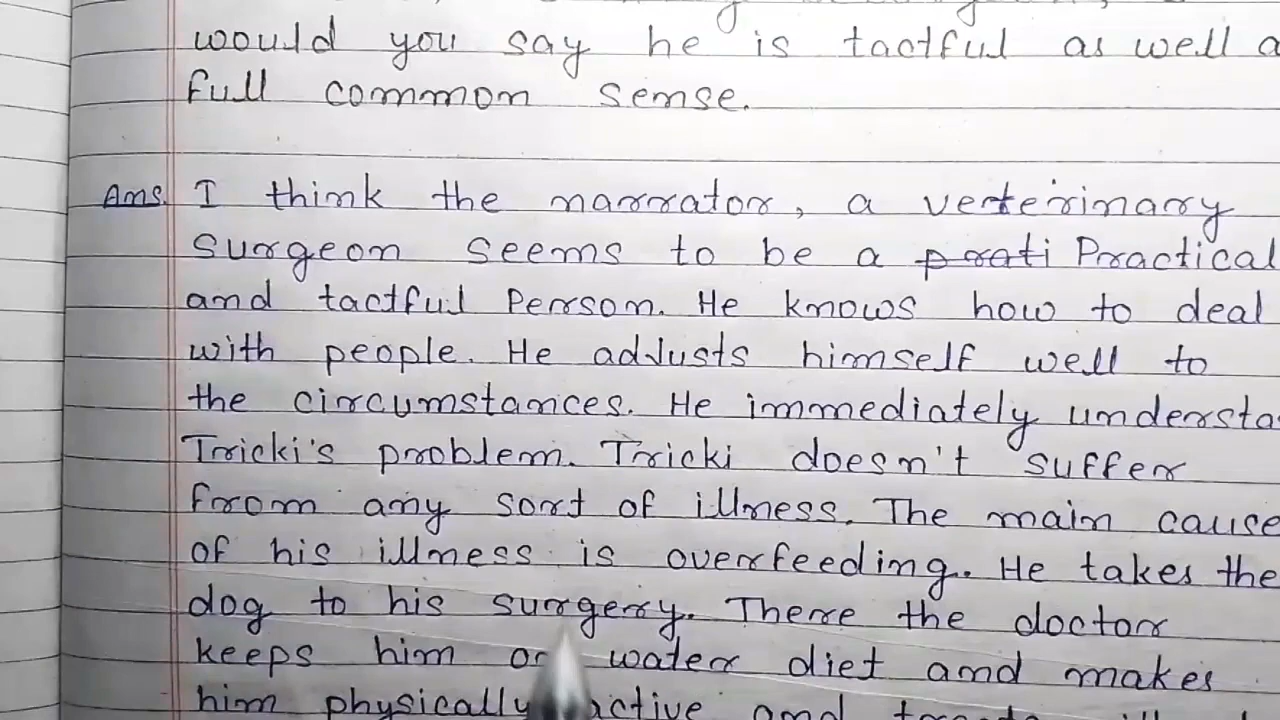 would you say he is tactful as well a
full common sense.
Ans. I think the narrator, a verterinary
surgeon seems to be a prati Practical
and tactful Person. He knows how to deal
with people. He adjusts himself well to
the circumstances. He immediately understa
Tricki's problem. Tricki doesn't suffer
from any sort of illness. The main cause
of his illness is overfeeding. He takes the
dog to his surgery. There the doctor
keeps him on water diet and makes
him physically active and